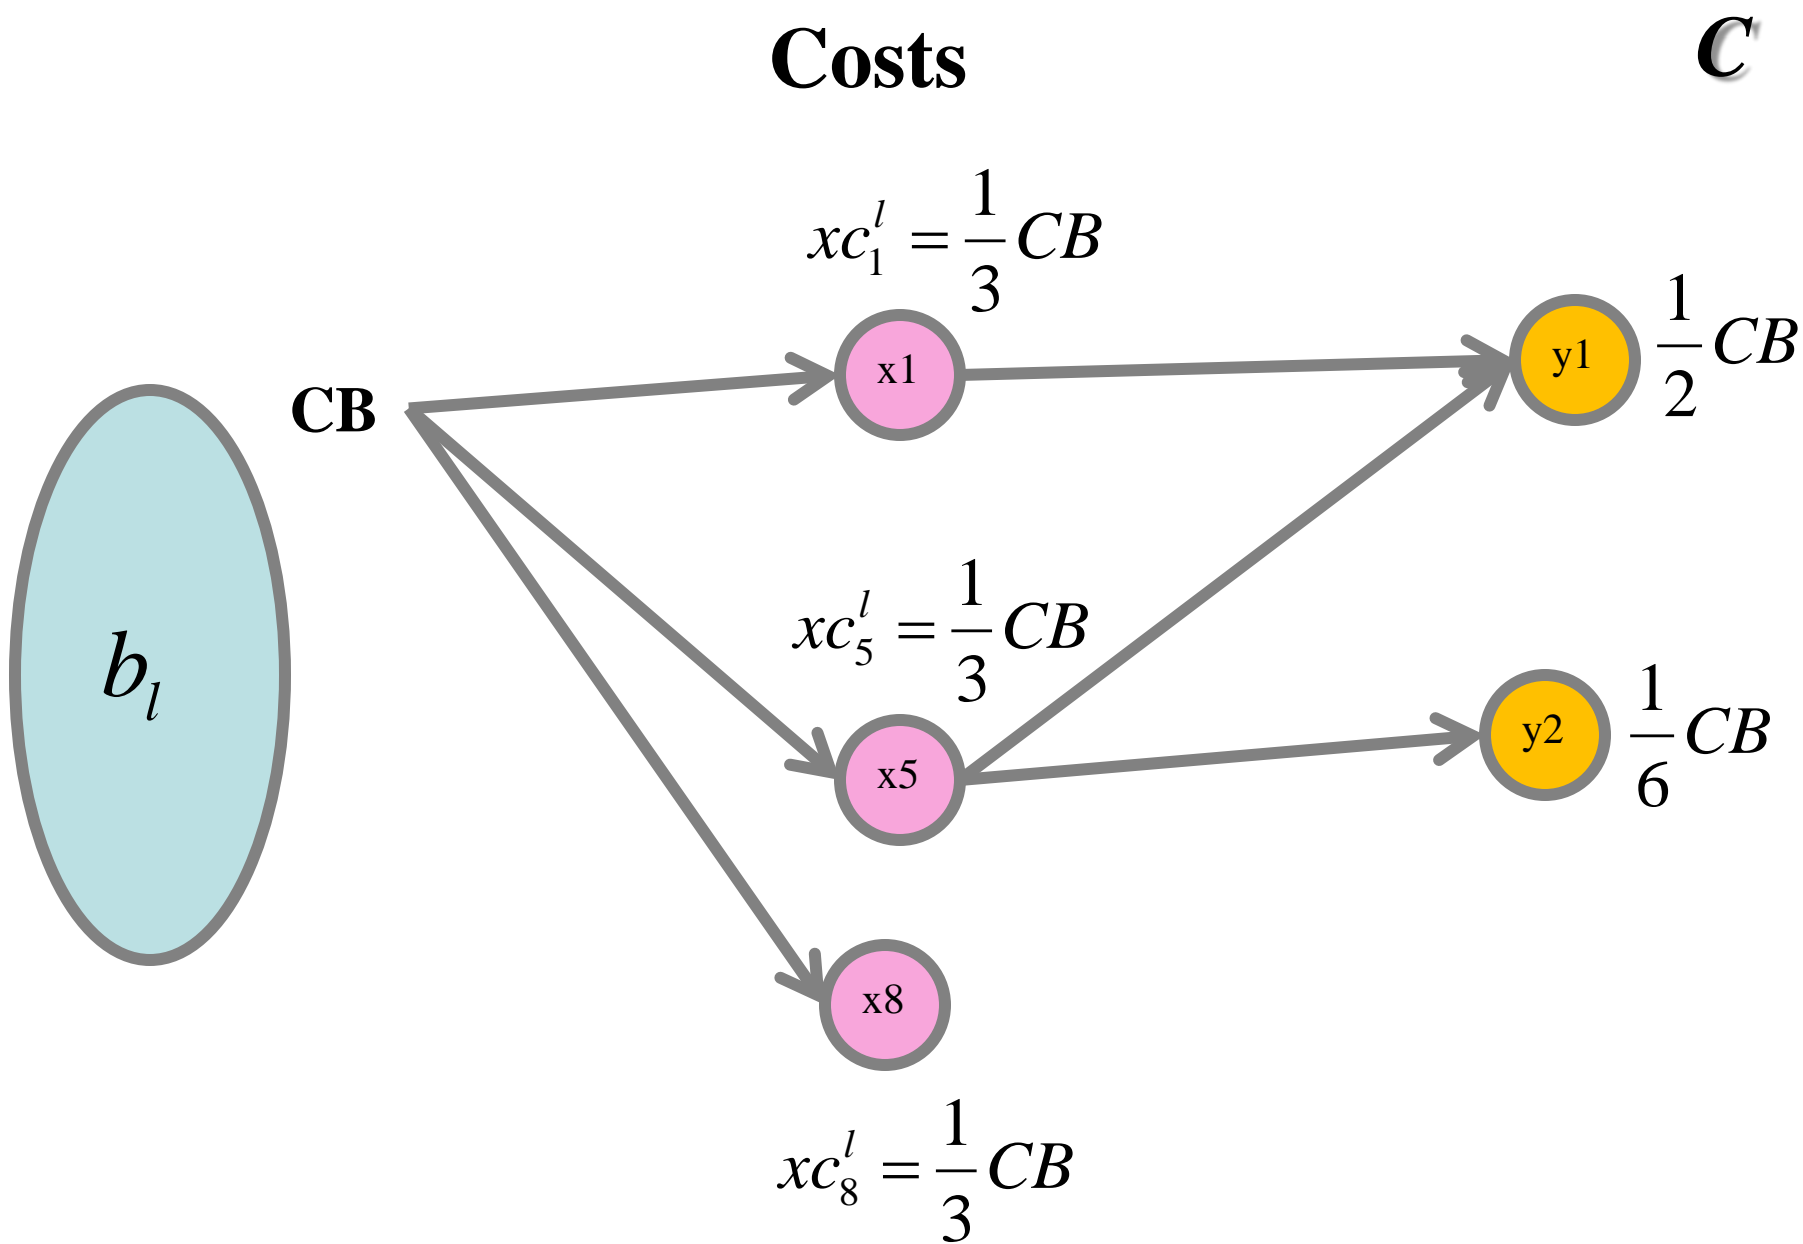 Costs
C
xc_1^l = 1/3 CB
x1
y1
1/2 CB
CB
b_l
xc_5^l = 1/3 CB
x5
y2
1/6 CB
x8
xc_8^l = 1/3 CB